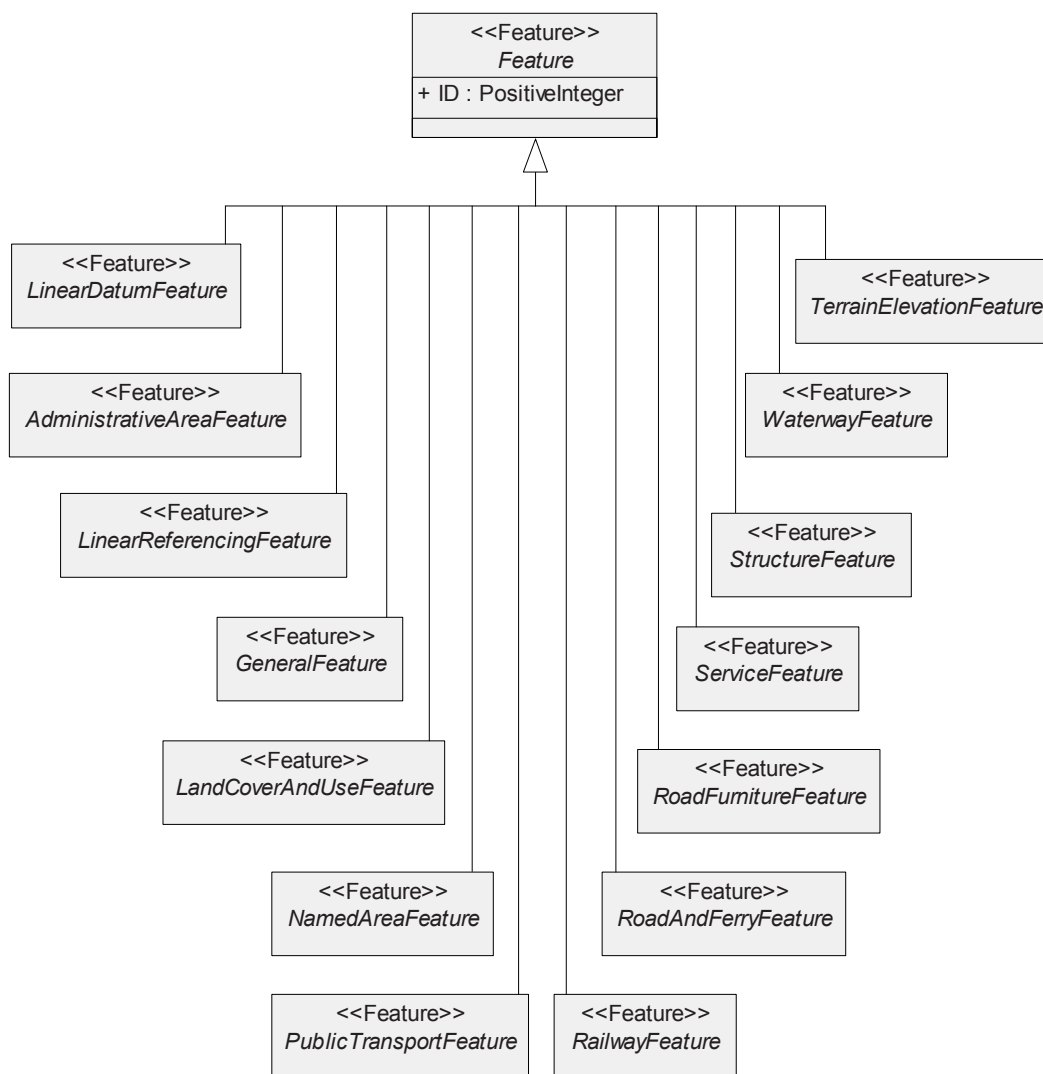 <<Feature>>
Feature
+ ID : PositiveInteger
<<Feature>>
LinearDatumFeature
<<Feature>>
TerrainElevationFeature
<<Feature>>
AdministrativeAreaFeature
<<Feature>>
WaterwayFeature
<<Feature>>
LinearReferencingFeature
<<Feature>>
StructureFeature
<<Feature>>
GeneralFeature
<<Feature>>
ServiceFeature
<<Feature>>
LandCoverAndUseFeature
<<Feature>>
RoadFurnitureFeature
<<Feature>>
NamedAreaFeature
<<Feature>>
RoadAndFerryFeature
<<Feature>>
PublicTransportFeature
<<Feature>>
RailwayFeature